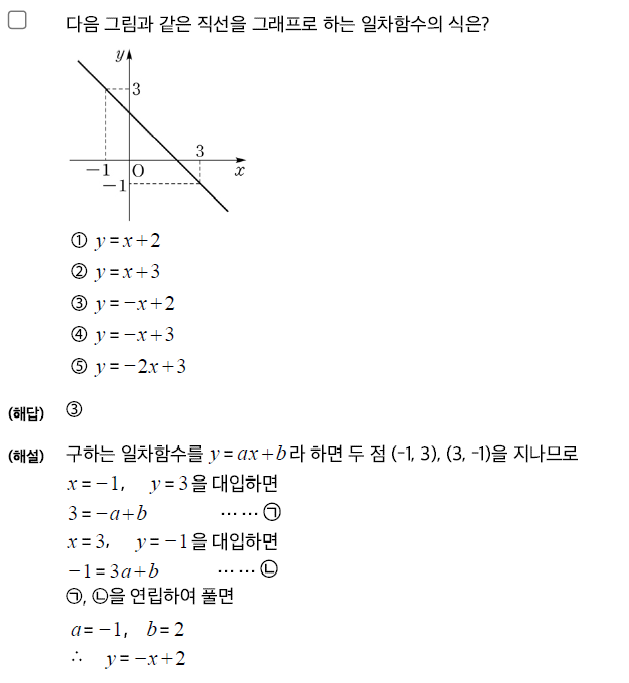 다음 그림과 같은 직선을 그래프로 하는 일차함수의 식은?
y
3
3
−1 O x
−1
① y=x+2
② y=x+3
③ y=−x+2
④ y=−x+3
⑤ y=−2x+3
(해답) ③
(해설) 구하는 일차함수를 y=ax+b라 하면 두 점 (-1, 3), (3, -1)을 지나므로
x=−1, y=3을 대입하면
3=−a+b ⋯⋯㉠
x=3, y=−1을 대입하면
−1=3a+b ⋯⋯㉡
㉠, ㉡을 연립하여 풀면
a=−1, b=2
∴ y=−x+2